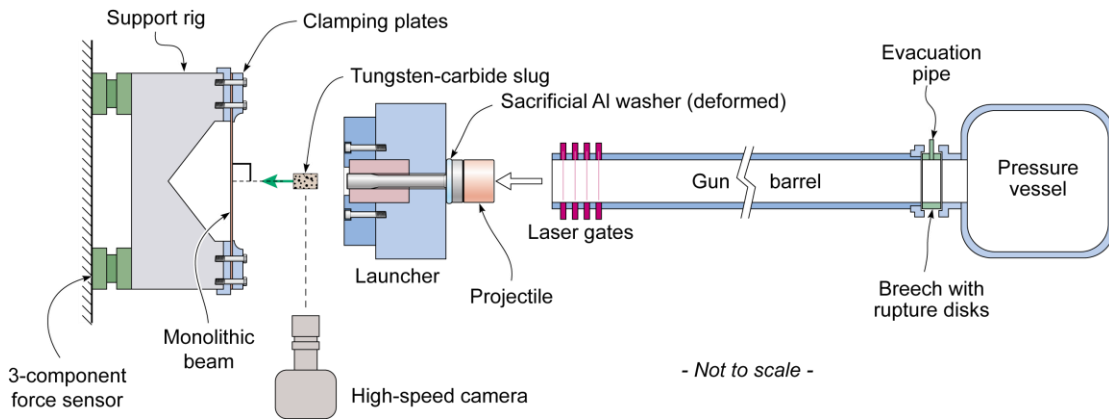 Support rig
Clamping plates
Tungsten-carbide slug
Sacrificial Al washer (deformed)
Evacuation
pipe
Pressure
vessel
Gun
barrel
Laser gates
Launcher
Projectile
Breech with
rupture disks
Monolithic
beam
3-component
force sensor
High-speed camera
- Not to scale -